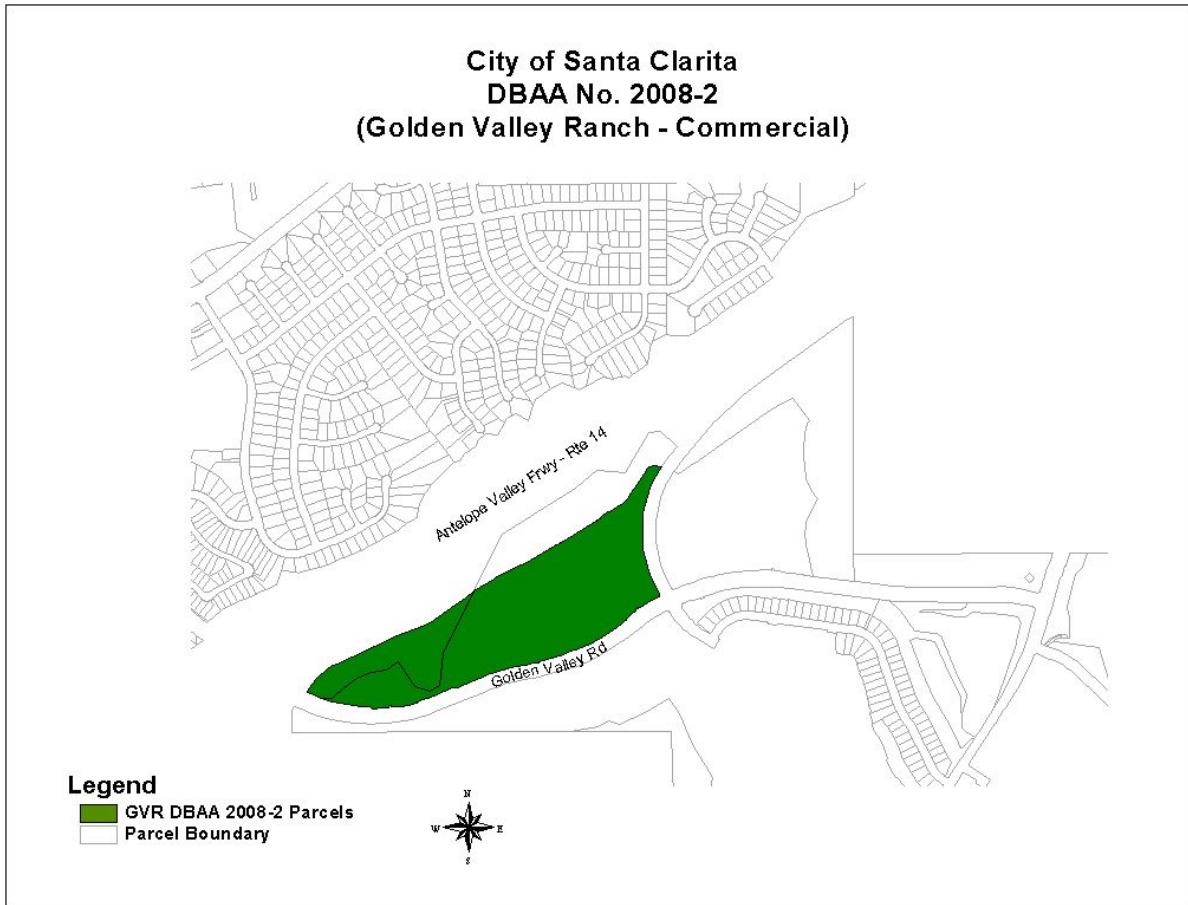 City of Santa Clarita
DBAA No. 2008-2
(Golden Valley Ranch - Commercial)
Antelope Valley Frwy - Rte 14
Golden Valley Rd
Legend
GVR DBAA 2008-2 Parcels
Parcel Boundary
N
W
E
S